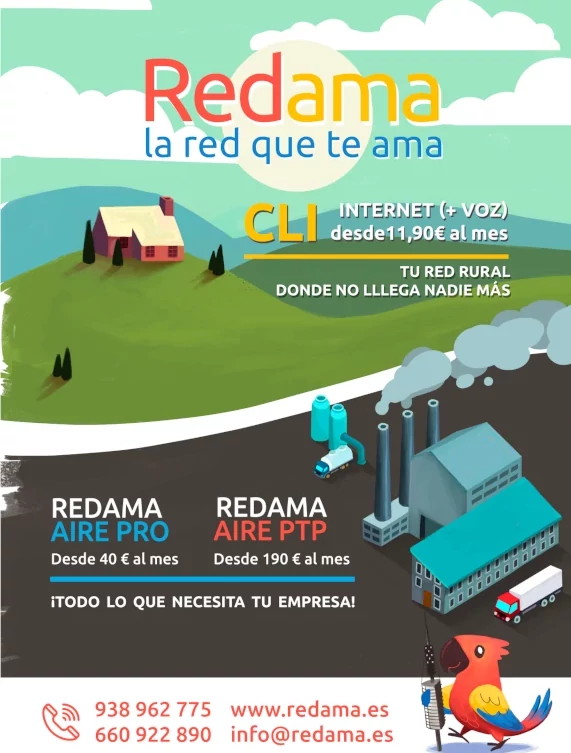 Redama
la red que te ama
CLI
INTERNET (+ VOZ)
desde11,90€ al mes
TU RED RURAL
DONDE NO LLLEGA NADIE MÁS
REDAMA
AIRE PRO
Desde 40 € al mes
REDAMA
AIRE PTP
Desde 190 € al mes
¡TODO LO QUE NECESITA TU EMPRESA!
938 962 775 www.redama.es
660 922 890 info@redama.es